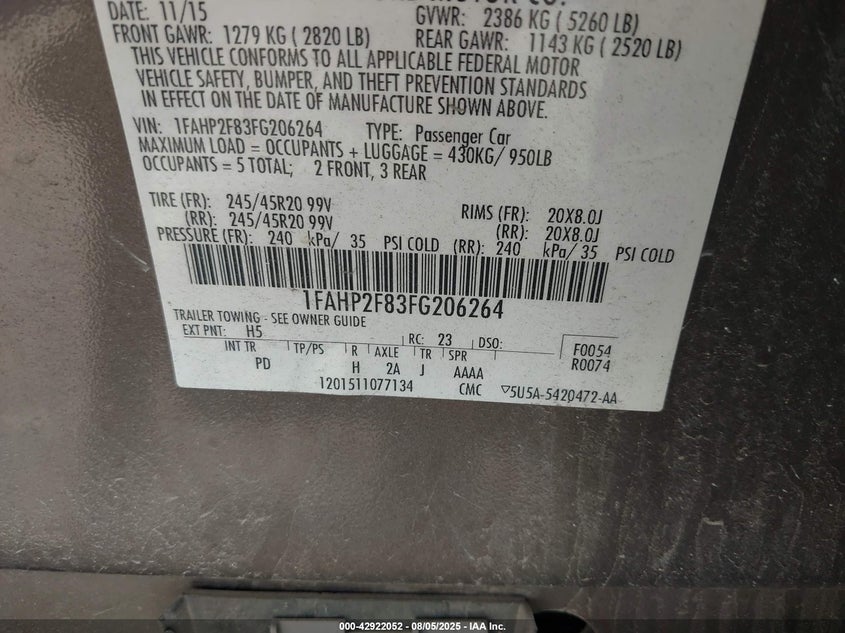 MOTOR CO.
DATE: 11/15 GVWR: 2386 KG ( 5260 LB)
FRONT GAWR: 1279 KG ( 2820 LB) REAR GAWR: 1143 KG ( 2520 LB)
THIS VEHICLE CONFORMS TO ALL APPLICABLE FEDERAL MOTOR
VEHICLE SAFETY, BUMPER, AND THEFT PREVENTION STANDARDS
IN EFFECT ON THE DATE OF MANUFACTURE SHOWN ABOVE.
VIN: 1FAHP2F83FG206264 TYPE: Passenger Car
MAXIMUM LOAD = OCCUPANTS + LUGGAGE = 430KG/ 950LB
OCCUPANTS = 5 TOTAL; 2 FRONT, 3 REAR
TIRE (FR): 245/45R20 99V RIMS (FR): 20X8.0J
(RR): 245/45R20 99V (RR): 20X8.0J
PRESSURE (FR): 240 kPa/ 35 PSI COLD (RR): 240 kPa/ 35 PSI COLD
1FAHP2F83FG206264
TRAILER TOWING - SEE OWNER GUIDE
EXT PNT: H5 RC: 23 DSO: F0054
INT TR TP/PS R AXLE TR SPR R0074
PD H 2A J AAAA
1201511077134 CMC ▽5U5A-5420472-AA
000-42922052 - 08/05/2025 - IAA Inc.